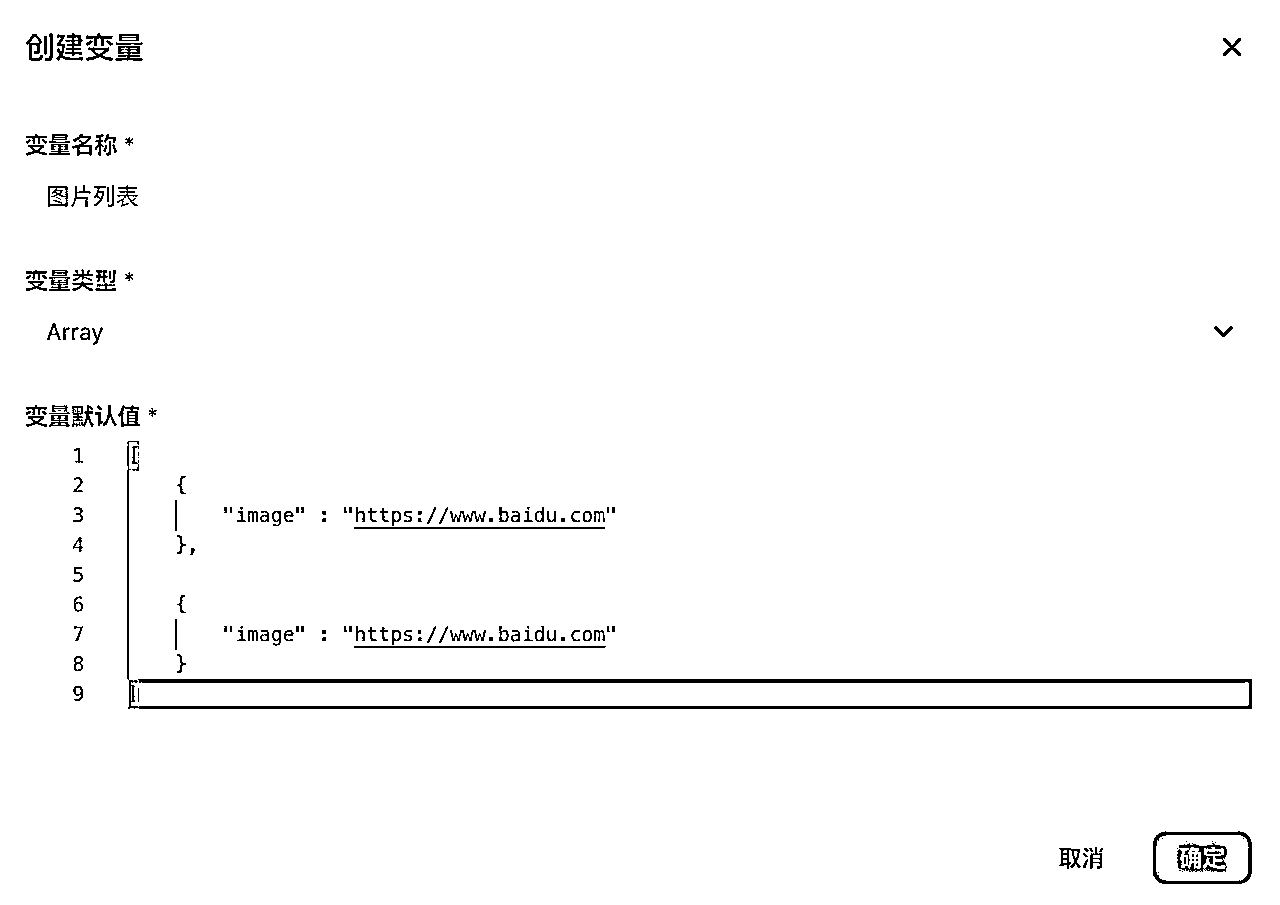 创建变量
变量名称 *
图片列表
变量类型 *
Array
变量默认值 *
1 [
2 {
3 "image" : "https://www.baidu.com"
4 },
5
6 {
7 "image" : "https://www.baidu.com"
8 }
9 ]
取消 确定